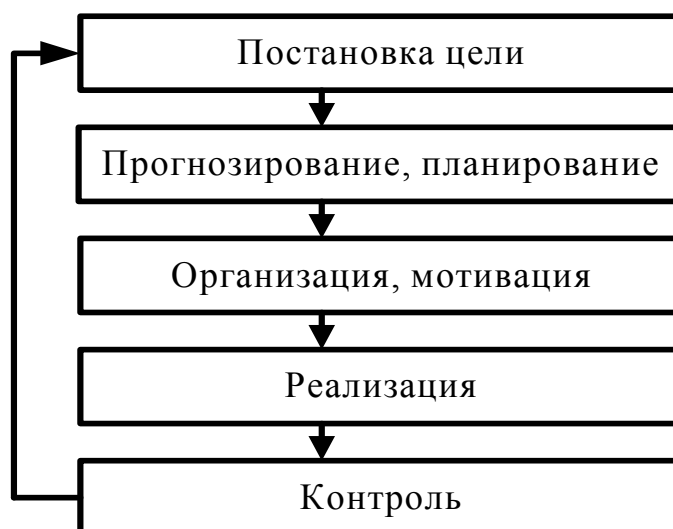 Постановка цели
Прогнозирование, планирование
Организация, мотивация
Реализация
Контроль